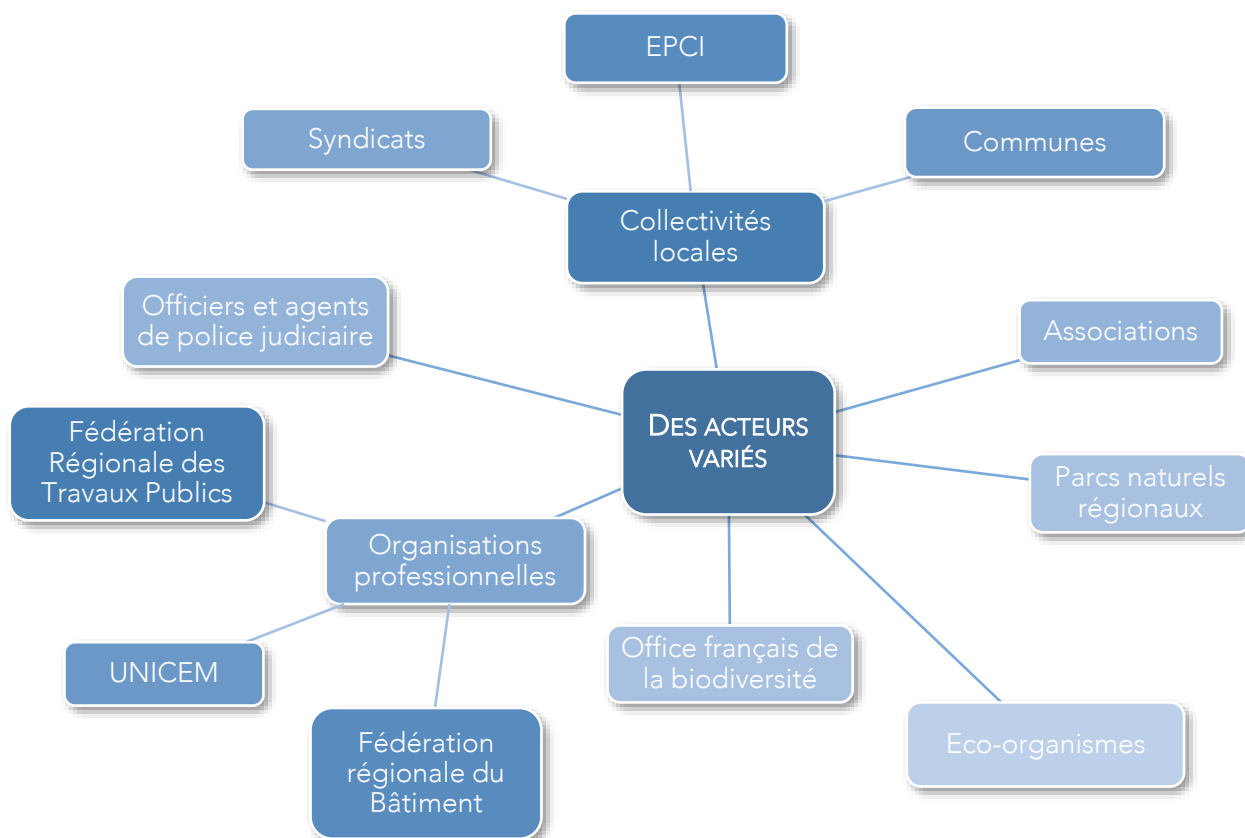 EPCI
Syndicats
Communes
Collectivités
locales
Officiers et agents
de police judiciaire
Associations
DES ACTEURS
VARIÉS
Fédération
Régionale des
Travaux Publics
Parcs naturels
régionaux
Organisations
professionnelles
Office français de
la biodiversité
UNICEM
Eco-organismes
Fédération
régionale du
Bâtiment